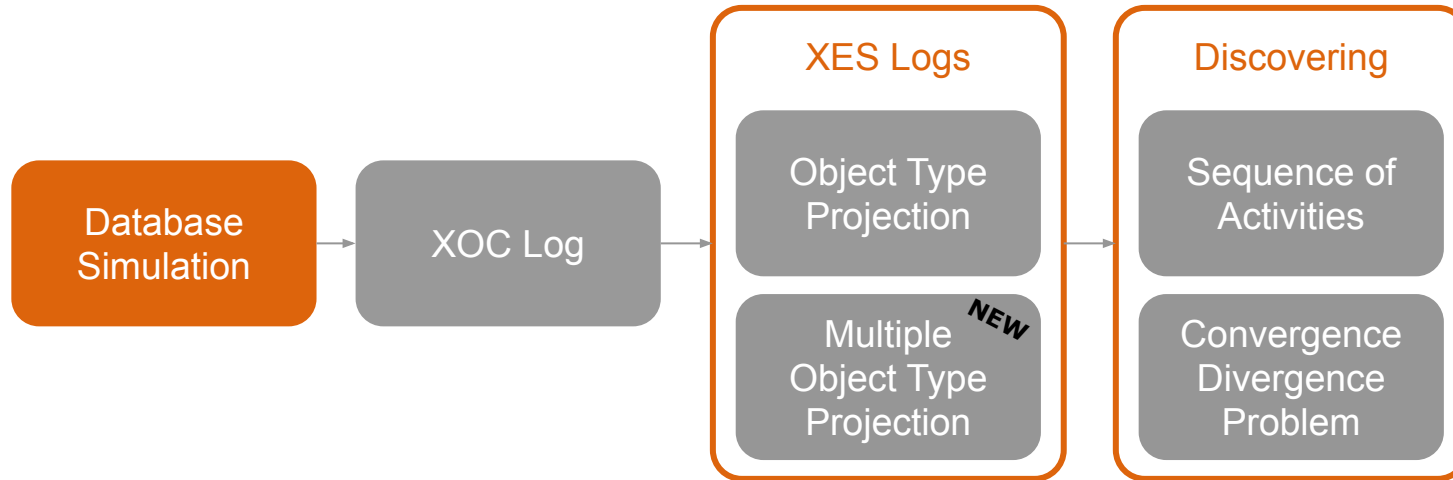 Database
Simulation
XOC Log
XES Logs
Object Type
Projection
NEW
Multiple
Object Type
Projection
Discovering
Sequence of
Activities
Convergence
Divergence
Problem